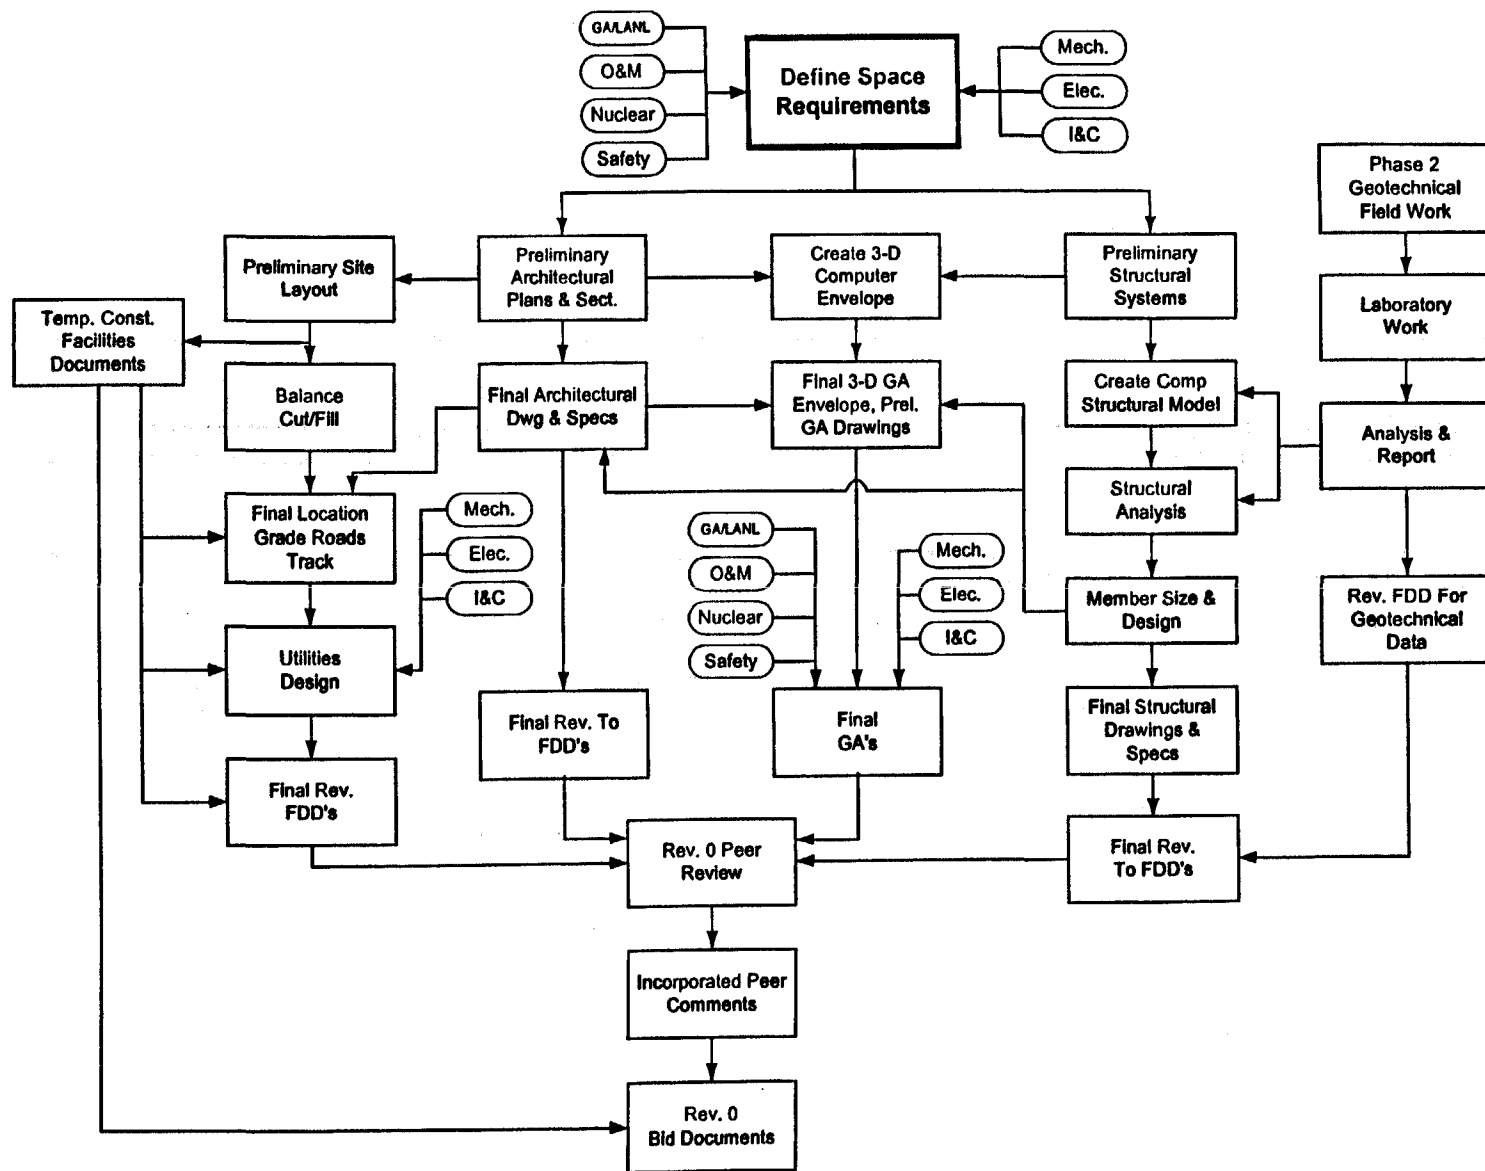 GA/LANL
O&M
Nuclear
Safety
Define Space
Requirements
Mech.
Elec.
I&C
Phase 2
Geotechnical
Field Work
Preliminary Site
Layout
Preliminary
Architectural
Plans & Sect.
Create 3-D
Computer
Envelope
Preliminary
Structural
Systems
Laboratory
Work
Temp. Const.
Facilities
Documents
Balance
Cut/Fill
Final Architectural
Dwg & Specs
Final 3-D GA
Envelope, Prel.
GA Drawings
Create Comp
Structural Model
Analysis &
Report
Final Location
Grade Roads
Track
Mech.
Elec.
I&C
GA/LANL
O&M
Nuclear
Safety
Mech.
Elec.
I&C
Structural
Analysis
Member Size &
Design
Rev. FDD For
Geotechnical
Data
Utilities
Design
Final Rev. To
FDD's
Final
GA's
Final Structural
Drawings &
Specs
Final Rev.
FDD's
Rev. 0 Peer
Review
Final Rev.
To FDD's
Incorporated Peer
Comments
Rev. 0
Bid Documents